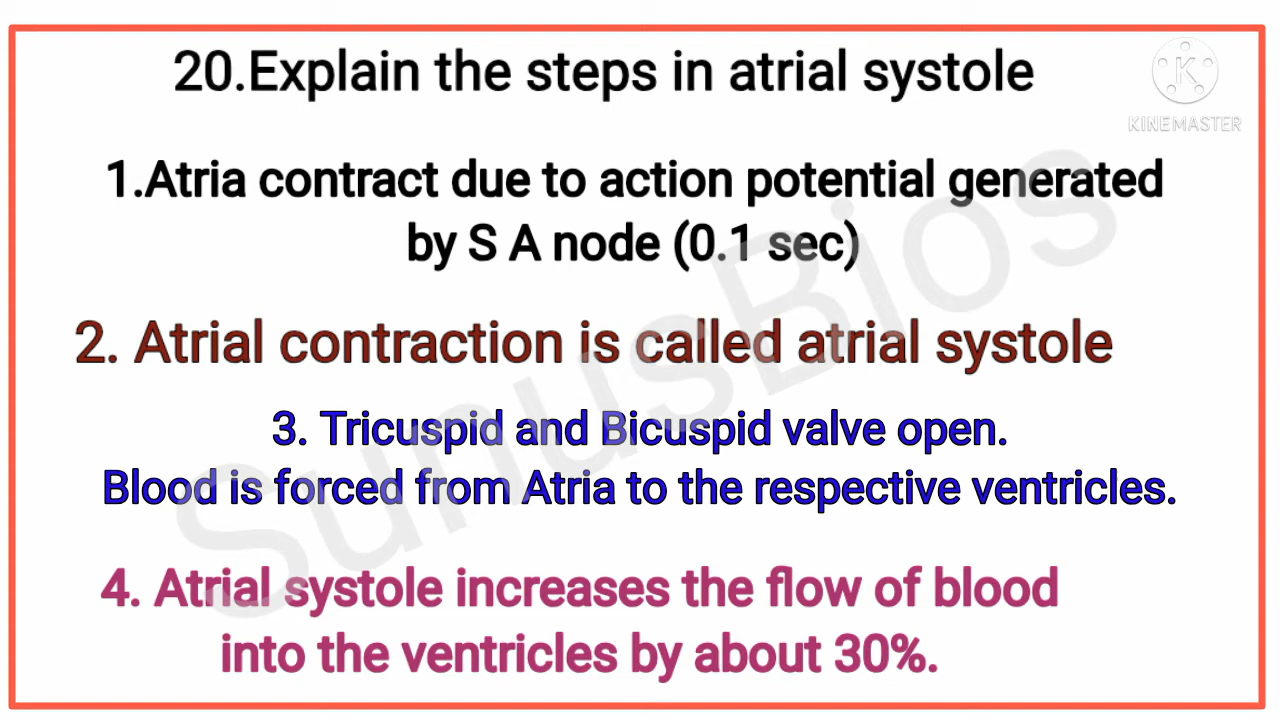 20.Explain the steps in atrial systole
K
KINEMASTER
1.Atria contract due to action potential generated
by S A node (0.1 sec)
2. Atrial contraction is called atrial systole
3. Tricuspid and Bicuspid valve open.
Blood is forced from Atria to the respective ventricles.
4. Atrial systole increases the flow of blood
into the ventricles by about 30%.
SunusBios